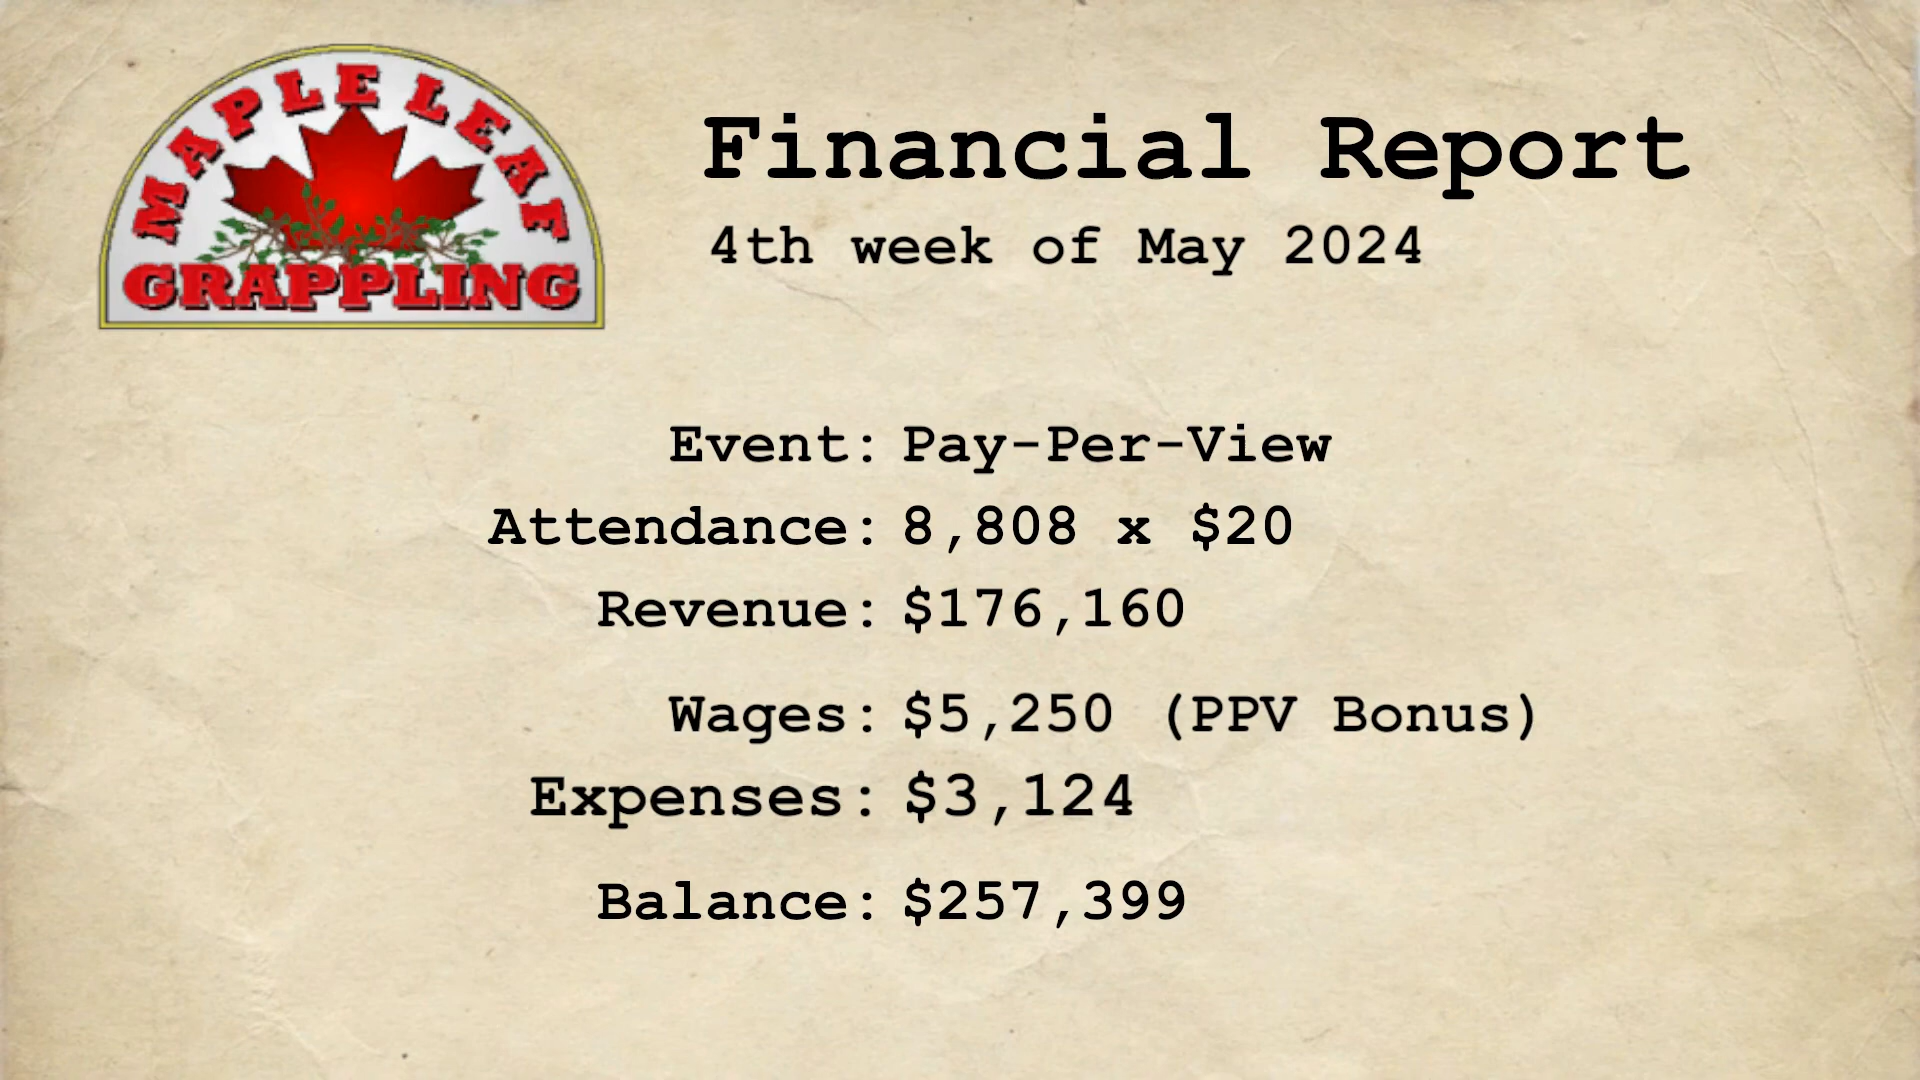 MAPLE LEAF
GRAPPLING
Financial Report
4th week of May 2024
Event: Pay-Per-View
Attendance: 8,808 x $20
Revenue: $176,160
Wages: $5,250 (PPV Bonus)
Expenses: $3,124
Balance: $257,399